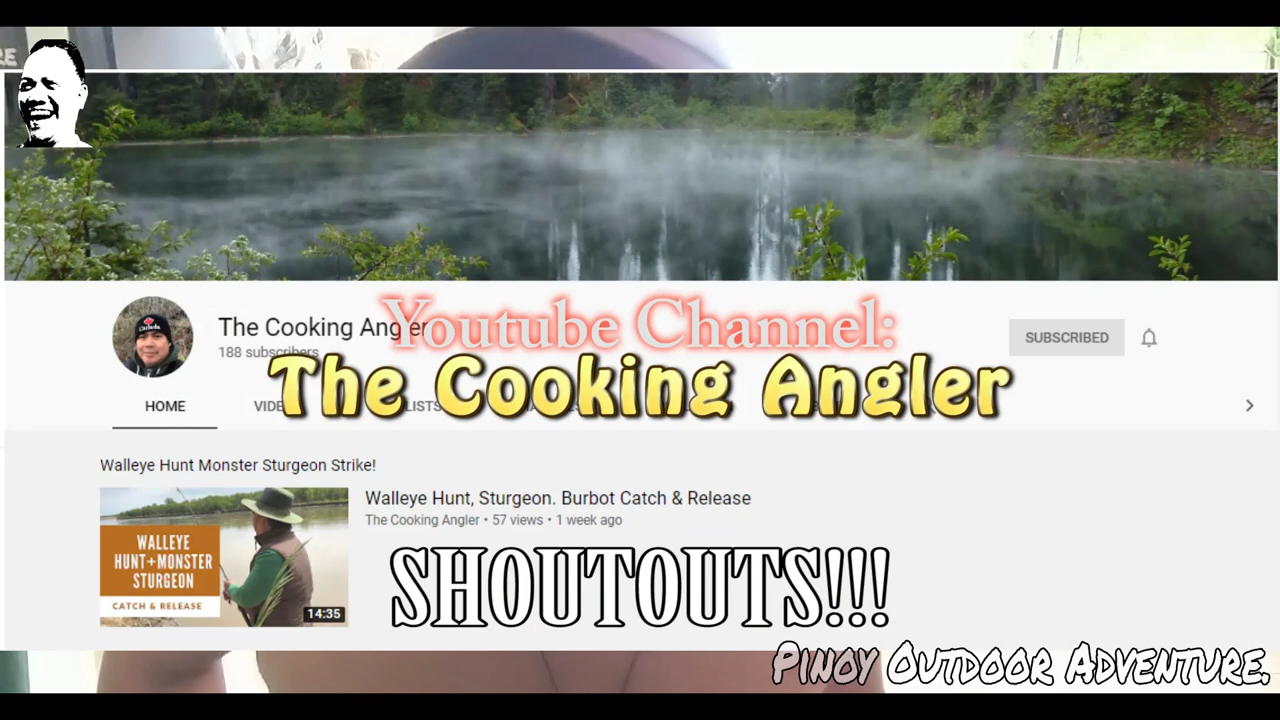 RE
The Cooking Angler
188 subscribers
Youtube Channel:
SUBSCRIBED
The Cooking Angler
HOME
Walleye Hunt Monster Sturgeon Strike!
Walleye Hunt, Sturgeon. Burbot Catch & Release
The Cooking Angler • 57 views • 1 week ago
Canada
WALLEYE
HUNT+MONSTER
STURGEON
CATCH & RELEASE
14:35
SHOUTOUTS!!!
PINOY OUTDOOR ADVENTURE.